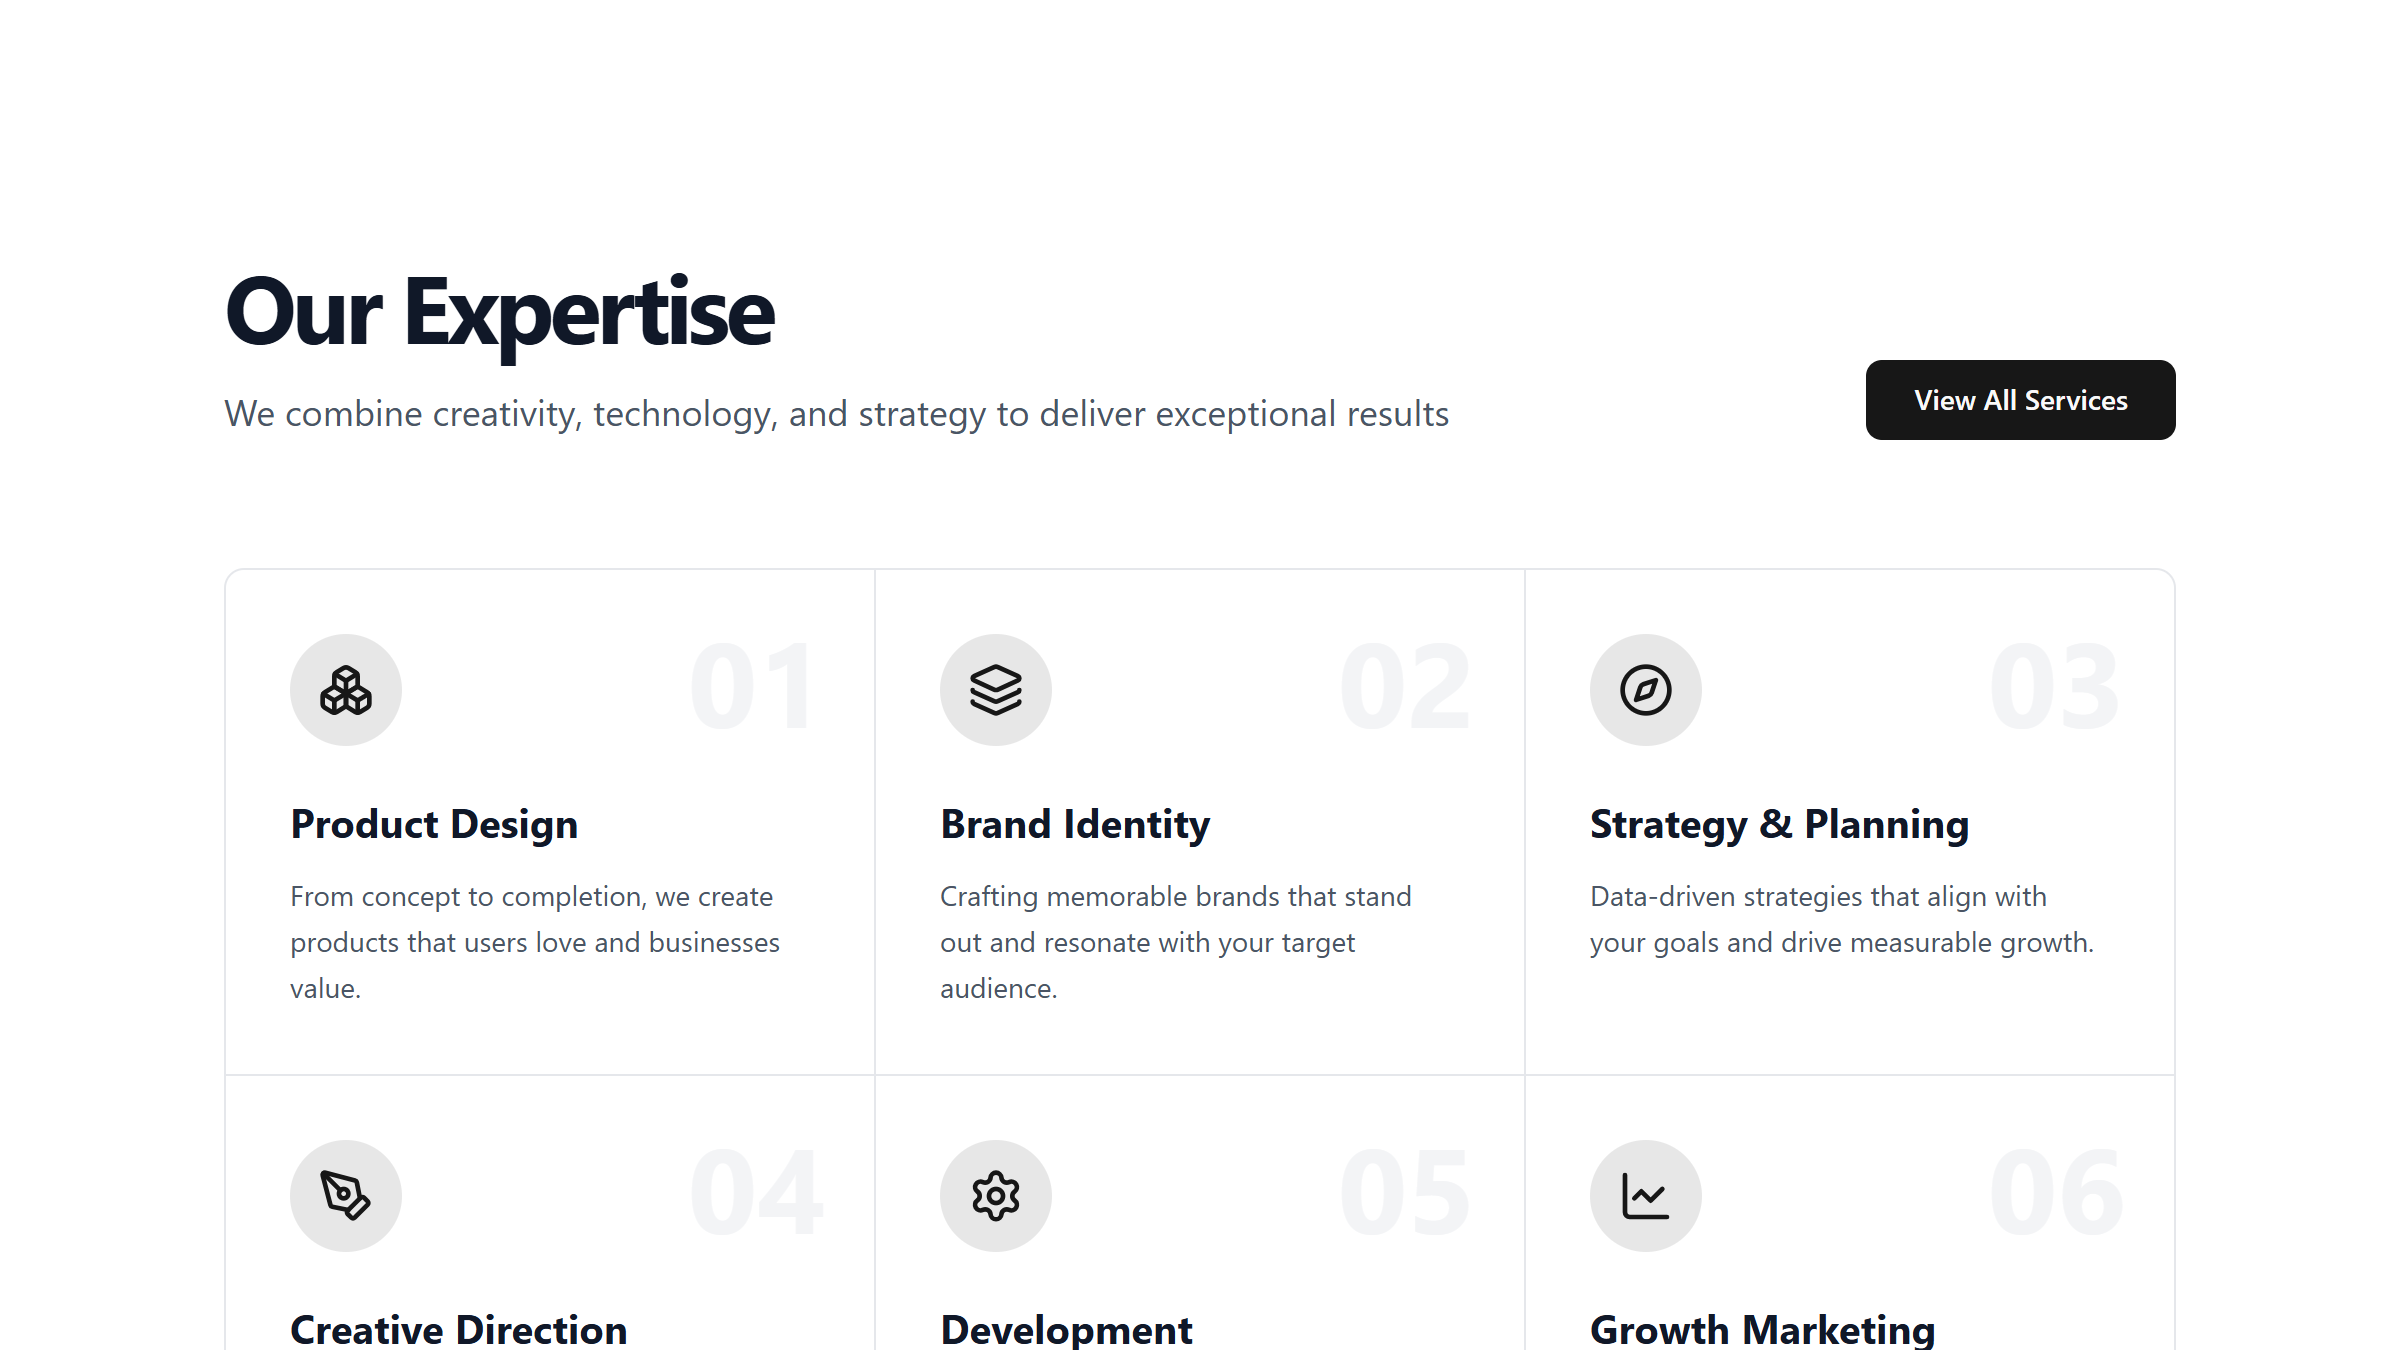 Our Expertise
We combine creativity, technology, and strategy to deliver exceptional results
View All Services
01
Product Design
From concept to completion, we create
products that users love and businesses
value.
02
Brand Identity
Crafting memorable brands that stand
out and resonate with your target
audience.
03
Strategy & Planning
Data-driven strategies that align with
your goals and drive measurable growth.
04
Creative Direction
05
Development
06
Growth Marketing